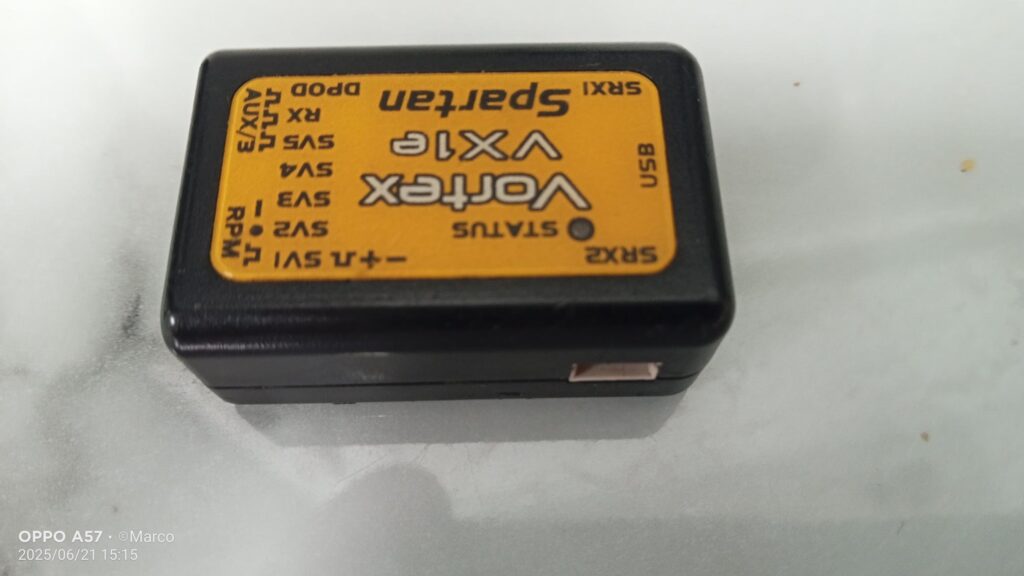 SRX2
STATUS
Vortex
VX1e
Spartan
USB
SRX1
SV1
SV2
SV3
SV4
SV5
RX
DPOD
RPM
AUX/3
OPPO A57 · ©Marco
2025/06/21 15:15